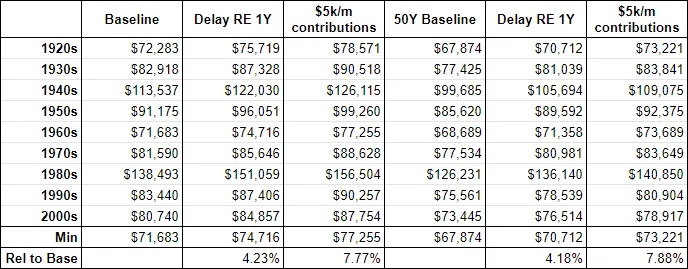 Baseline Delay RE 1Y $5k/m contributions 50Y Baseline Delay RE 1Y $5k/m contributions
1920s $72,283 $75,719 $78,571 $67,874 $70,712 $73,221
1930s $82,918 $87,328 $90,518 $77,425 $81,039 $83,841
1940s $113,537 $122,030 $126,115 $99,685 $105,694 $109,075
1950s $91,175 $96,051 $99,260 $85,620 $89,592 $92,375
1960s $71,683 $74,716 $77,255 $68,689 $71,358 $73,689
1970s $81,590 $85,646 $88,628 $77,534 $80,981 $83,649
1980s $138,493 $151,059 $156,504 $126,231 $136,140 $140,850
1990s $83,440 $87,406 $90,257 $75,561 $78,539 $80,904
2000s $80,740 $84,857 $87,754 $73,445 $76,514 $78,917
Min $71,683 $74,716 $77,255 $67,874 $70,712 $73,221
Rel to Base 4.23% 7.77% 4.18% 7.88%